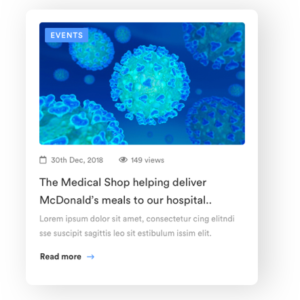 EVENTS
30th Dec, 2018 149 views
The Medical Shop helping deliver
McDonald's meals to our hospital..
Lorem ipsum dolor sit amet, consectetur cing elitndi
sse suscipit sagittis leo sit estibulum issim elit.
Read more →